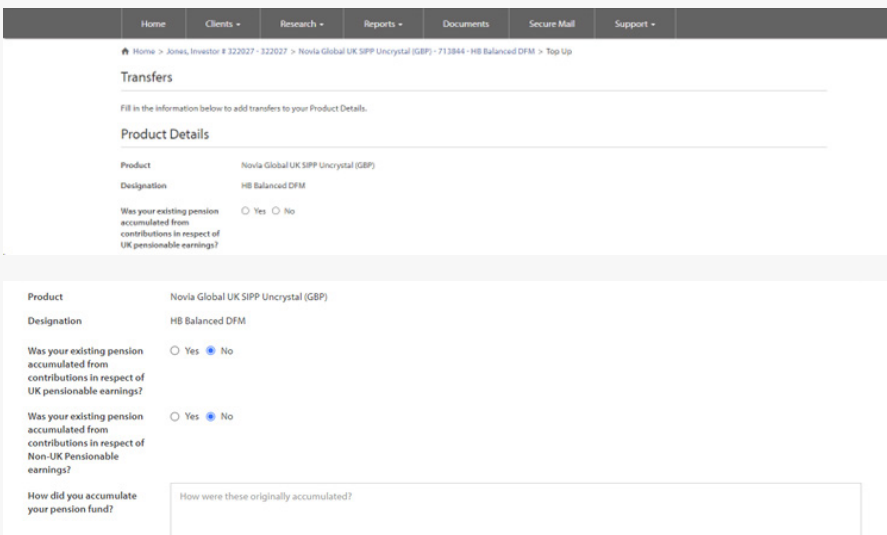 Home Clients Research Reports Documents Secure Mail Support
Home > Jones, Investor # 322027 - 322027 > Novia Global UK SIPP Uncrystal (GBP) - 713844 - HB Balanced DFM > Top Up
Transfers
Fill in the information below to add transfers to your Product Details.
Product Details
Product Novia Global UK SIPP Uncrystal (GBP)
Designation HB Balanced DFM
Was your existing pension Yes No
accumulated from
contributions in respect of
UK pensionable earnings?
Product Novia Global UK SIPP Uncrystal (GBP)
Designation HB Balanced DFM
Was your existing pension Yes No
accumulated from
contributions in respect of
UK pensionable earnings?
Was your existing pension Yes No
accumulated from
contributions in respect of
Non-UK Pensionable
earnings?
How did you accumulate How were these originally accumulated?
your pension fund?